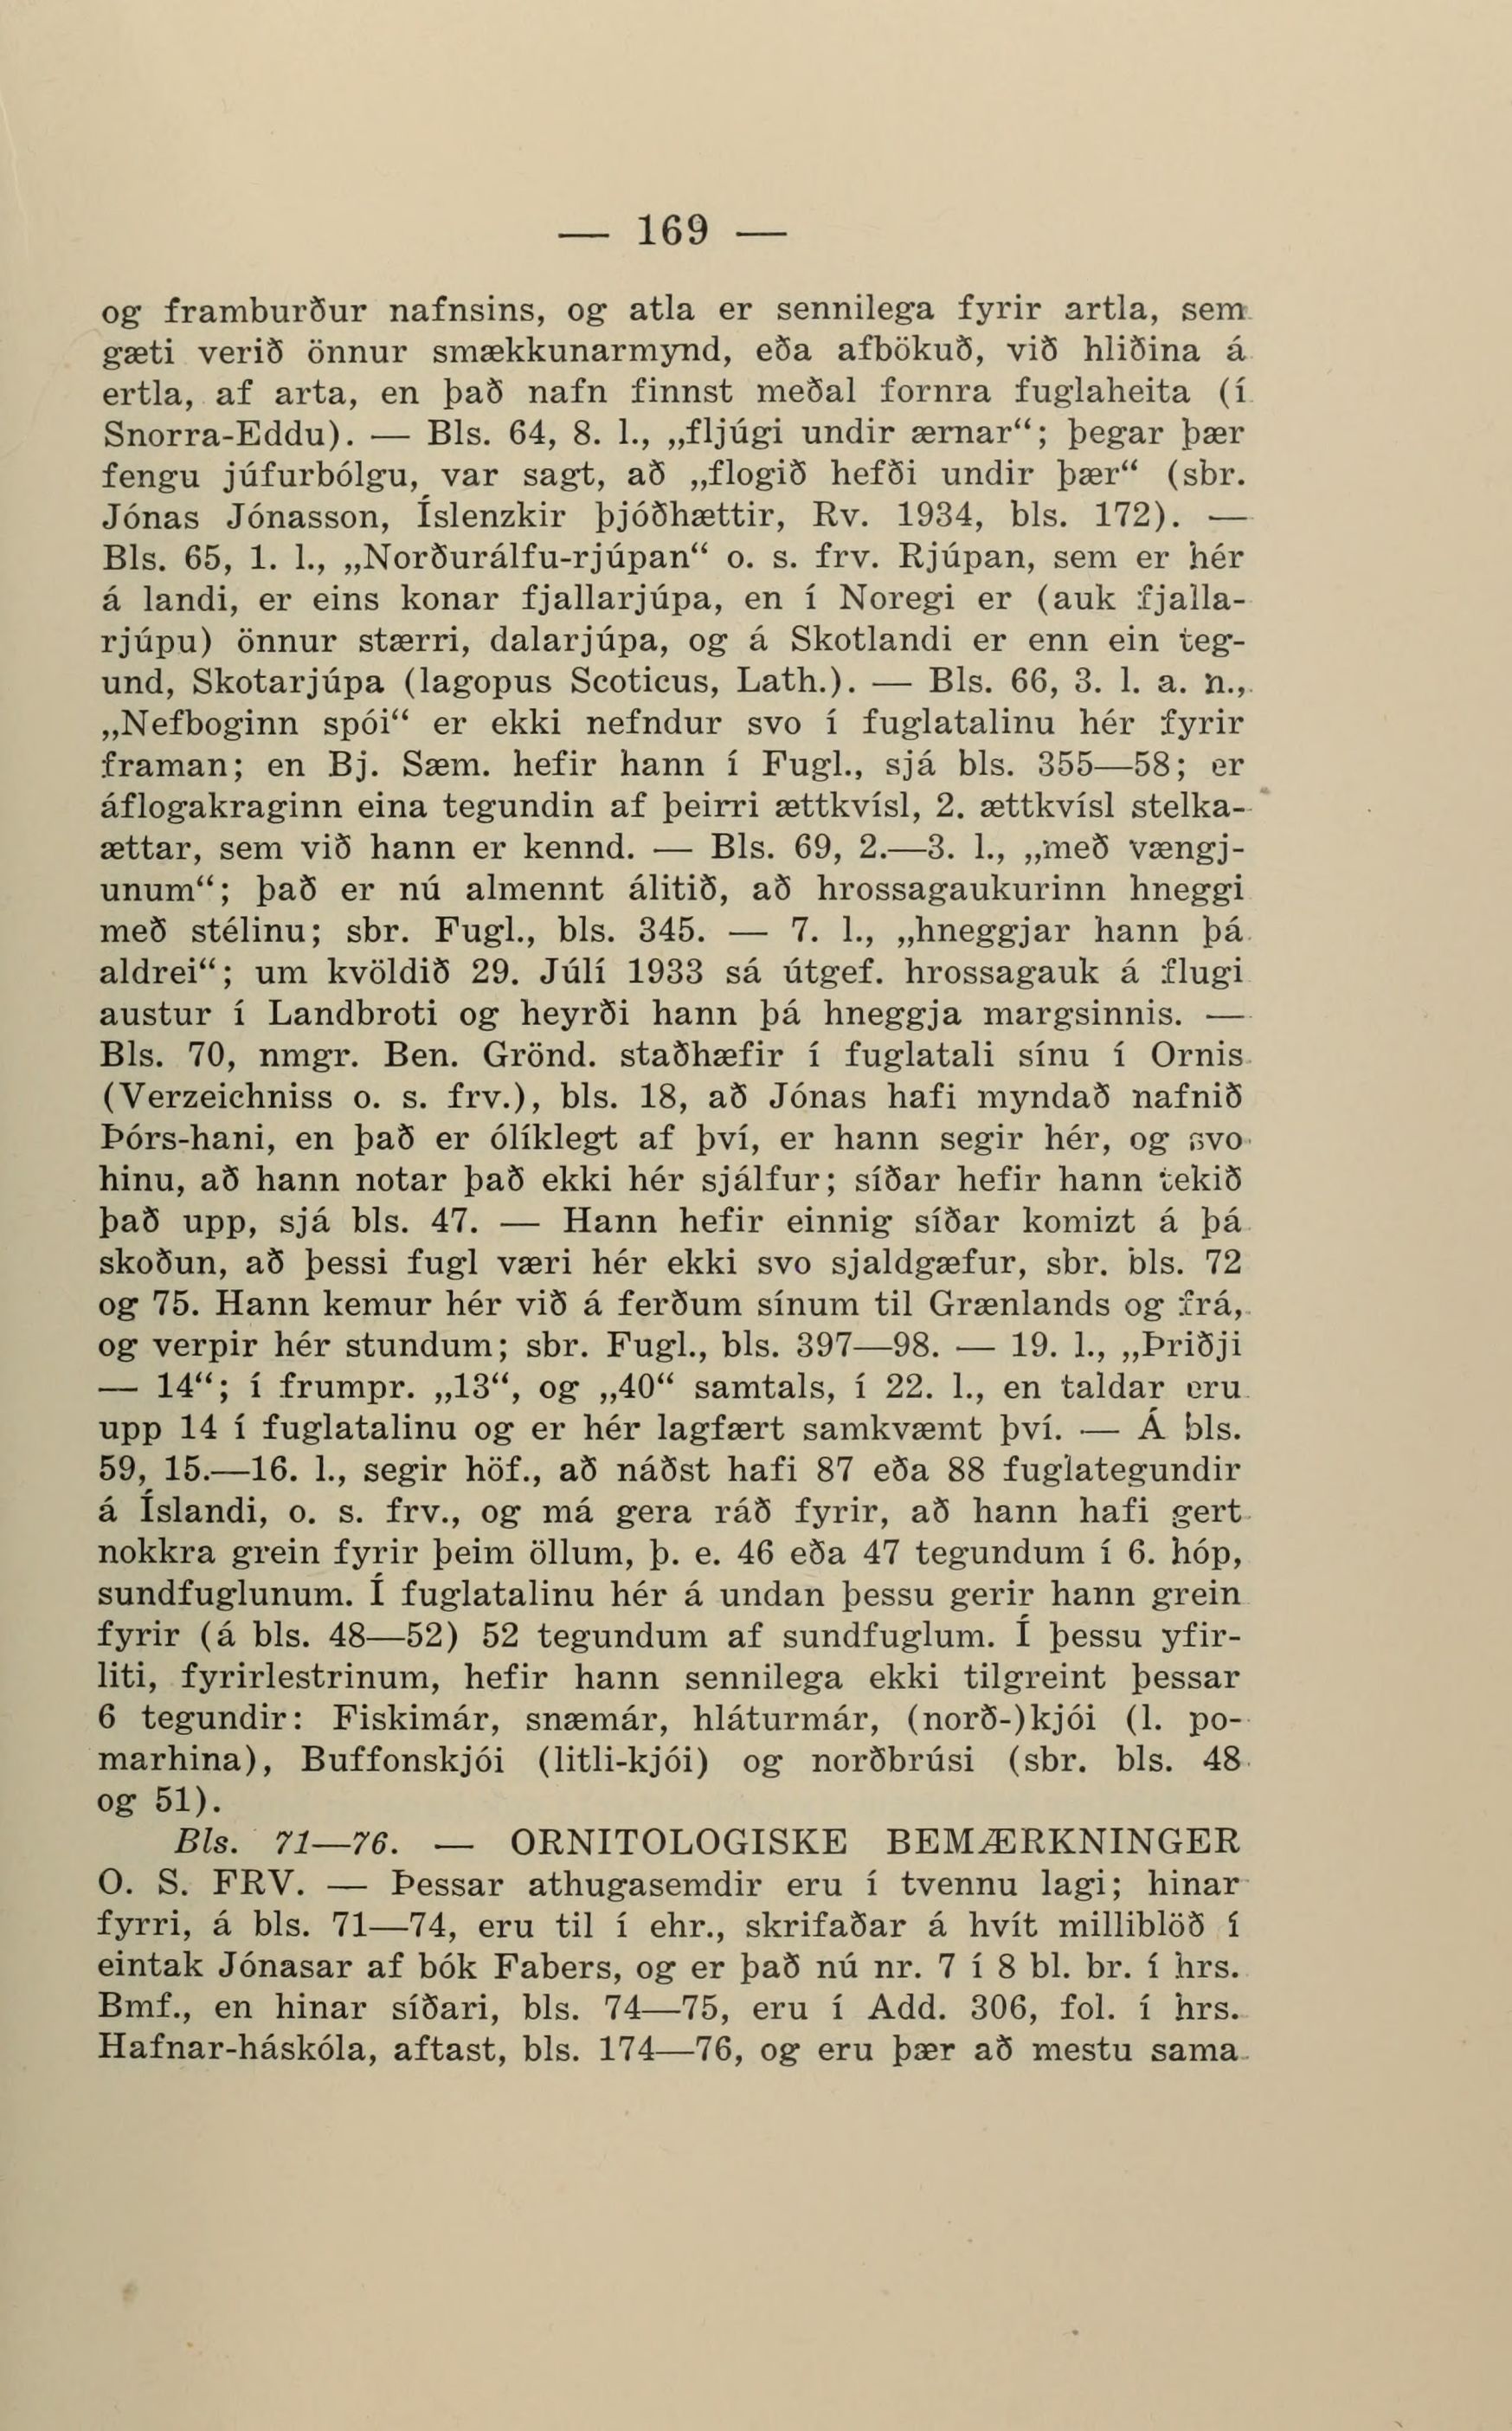 — 169 —
og framburður nafnsins, og atla er sennilega fyrir artla, sem
gæti verið önnur smækkunarmynd, eða afbökuð, við hliðina á
ertla, af arta, en það nafn finnst meðal fornra fuglaheita (í
Snorra-Eddu). — Bls. 64, 8. l., „fljúgi undir ærnar“; þegar þær
fengu júfurbólgu, var sagt, að „flogið hefði undir þær“ (sbr.
Jónas Jónasson, Íslenzkir þjóðhættir, Rv. 1934, bls. 172). —
Bls. 65, 1. l., „Norðurálfu-rjúpan“ o. s. frv. Rjúpan, sem er hér
á landi, er eins konar fjallarjúpa, en í Noregi er (auk fjalla-
rjúpu) önnur stærri, dalarjúpa, og á Skotlandi er enn ein teg-
und, Skotarjúpa (lagopus Scoticus, Lath.). — Bls. 66, 3. l. a. n.,
„Nefboginn spói“ er ekki nefndur svo í fuglatalinu hér fyrir
framan; en Bj. Sæm. hefir hann í Fugl., sjá bls. 355—58; er
áflogakraginn eina tegundin af þeirri ættkvísl, 2. ættkvísl stelka-
ættar, sem við hann er kennd. — Bls. 69, 2.—3. l., „með vængj-
unum“; það er nú almennt álitið, að hrossagaukurinn hneggi
með stélinu; sbr. Fugl., bls. 345. — 7. l., „hneggjar hann þá
aldrei“; um kvöldið 29. Júlí 1933 sá útgef. hrossagauk á flugi
austur í Landbroti og heyrði hann þá hneggja margsinnis. —
Bls. 70, nmgr. Ben. Grönd. staðhæfir í fuglatali sínu í Ornis
(Verzeichniss o. s. frv.), bls. 18, að Jónas hafi myndað nafnið
Þórs-hani, en það er ólíklegt af því, er hann segir hér, og svo
hinu, að hann notar það ekki hér sjálfur; síðar hefir hann tekið
það upp, sjá bls. 47. — Hann hefir einnig síðar komizt á þá
skoðun, að þessi fugl væri hér ekki svo sjaldgæfur, sbr. bls. 72
og 75. Hann kemur hér við á ferðum sínum til Grænlands og frá,
og verpir hér stundum; sbr. Fugl., bls. 397—98. — 19. l., „Þriðji
— 14“; í frumpr. „13“, og „40“ samtals, í 22. l., en taldar eru
upp 14 í fuglatalinu og er hér lagfært samkvæmt því. — Á bls.
59, 15.—16. l., segir höf., að náðst hafi 87 eða 88 fuglategundir
á Íslandi, o. s. frv., og má gera ráð fyrir, að hann hafi gert
nokkra grein fyrir þeim öllum, þ. e. 46 eða 47 tegundum í 6. hóp,
sundfuglunum. Í fuglatalinu hér á undan þessu gerir hann grein
fyrir (á bls. 48—52) 52 tegundum af sundfuglum. Í þessu yfir-
liti, fyrirlestrinum, hefir hann sennilega ekki tilgreint þessar
6 tegundir: Fiskimár, snæmár, hláturmár, (norð-)kjói (l. po-
marhina), Buffonskjói (litli-kjói) og norðbrúsi (sbr. bls. 48
og 51).
Bls. 71—76. — ORNITOLOGISKE BEMÆRKNINGER
O. S. FRV. — Þessar athugasemdir eru í tvennu lagi; hinar
fyrri, á bls. 71—74, eru til í ehr., skrifaðar á hvít milliblöð í
eintak Jónasar af bók Fabers, og er það nú nr. 7 í 8 bl. br. í hrs.
Bmf., en hinar síðari, bls. 74—75, eru í Add. 306, fol. í hrs.
Hafnar-háskóla, aftast, bls. 174—76, og eru þær að mestu sama